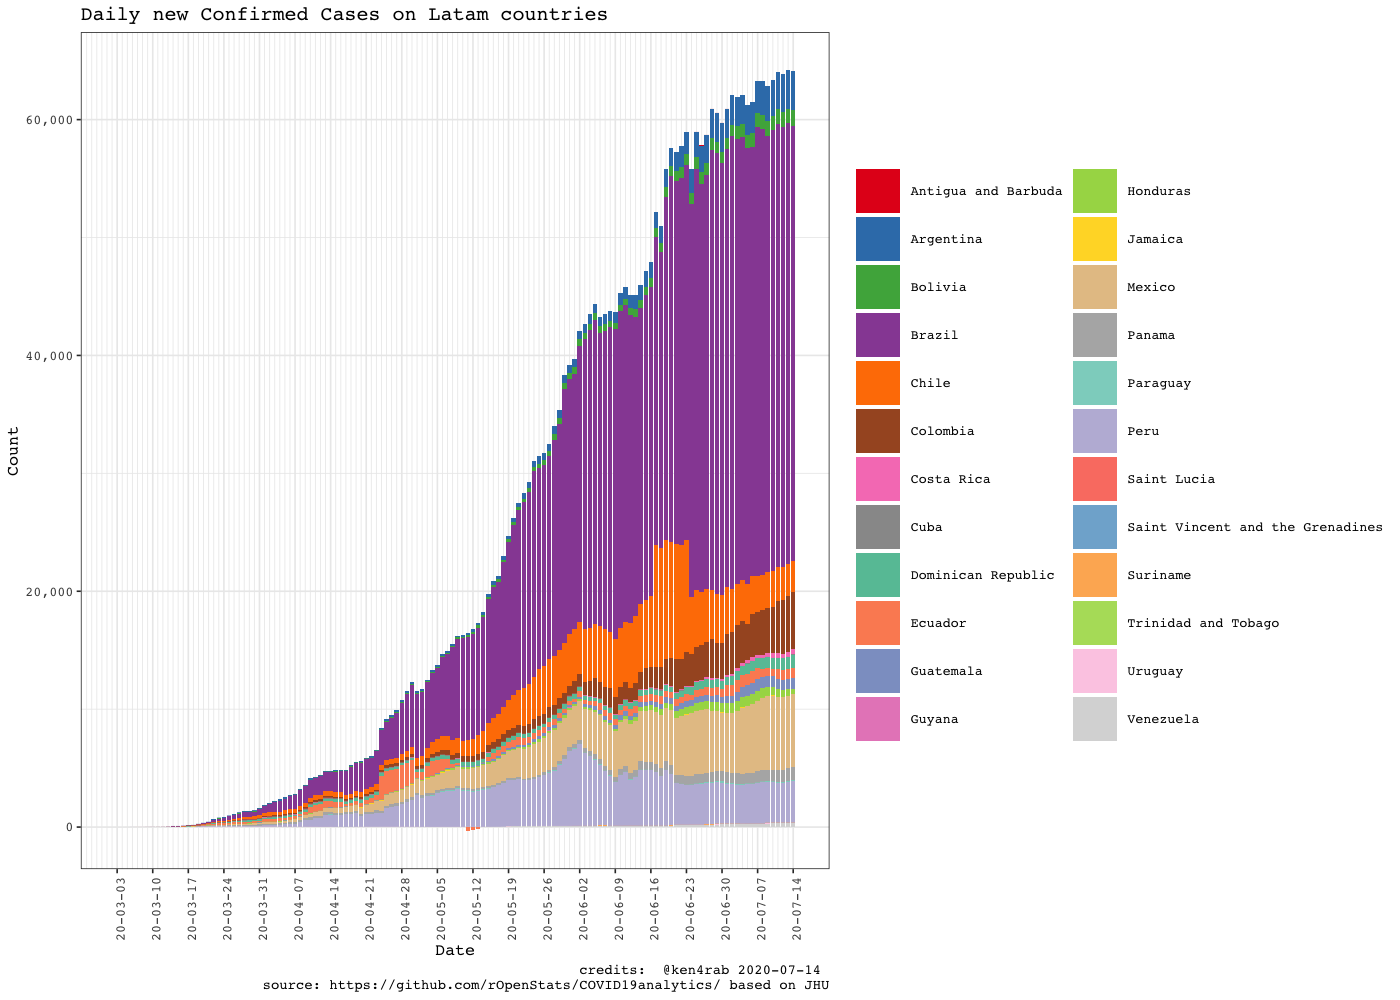 Daily new Confirmed Cases on Latam countries
Count
60,000
40,000
20,000
0
20-03-03
20-03-10
20-03-17
20-03-24
20-03-31
20-04-07
20-04-14
20-04-21
20-04-28
20-05-05
20-05-12
20-05-19
20-05-26
20-06-02
20-06-09
20-06-16
20-06-23
20-06-30
20-07-07
20-07-14
Date
Antigua and Barbuda
Argentina
Bolivia
Brazil
Chile
Colombia
Costa Rica
Cuba
Dominican Republic
Ecuador
Guatemala
Guyana
Honduras
Jamaica
Mexico
Panama
Paraguay
Peru
Saint Lucia
Saint Vincent and the Grenadines
Suriname
Trinidad and Tobago
Uruguay
Venezuela
credits:  @ken4rab 2020-07-14
source: https://github.com/rOpenStats/COVID19analytics/ based on JHU